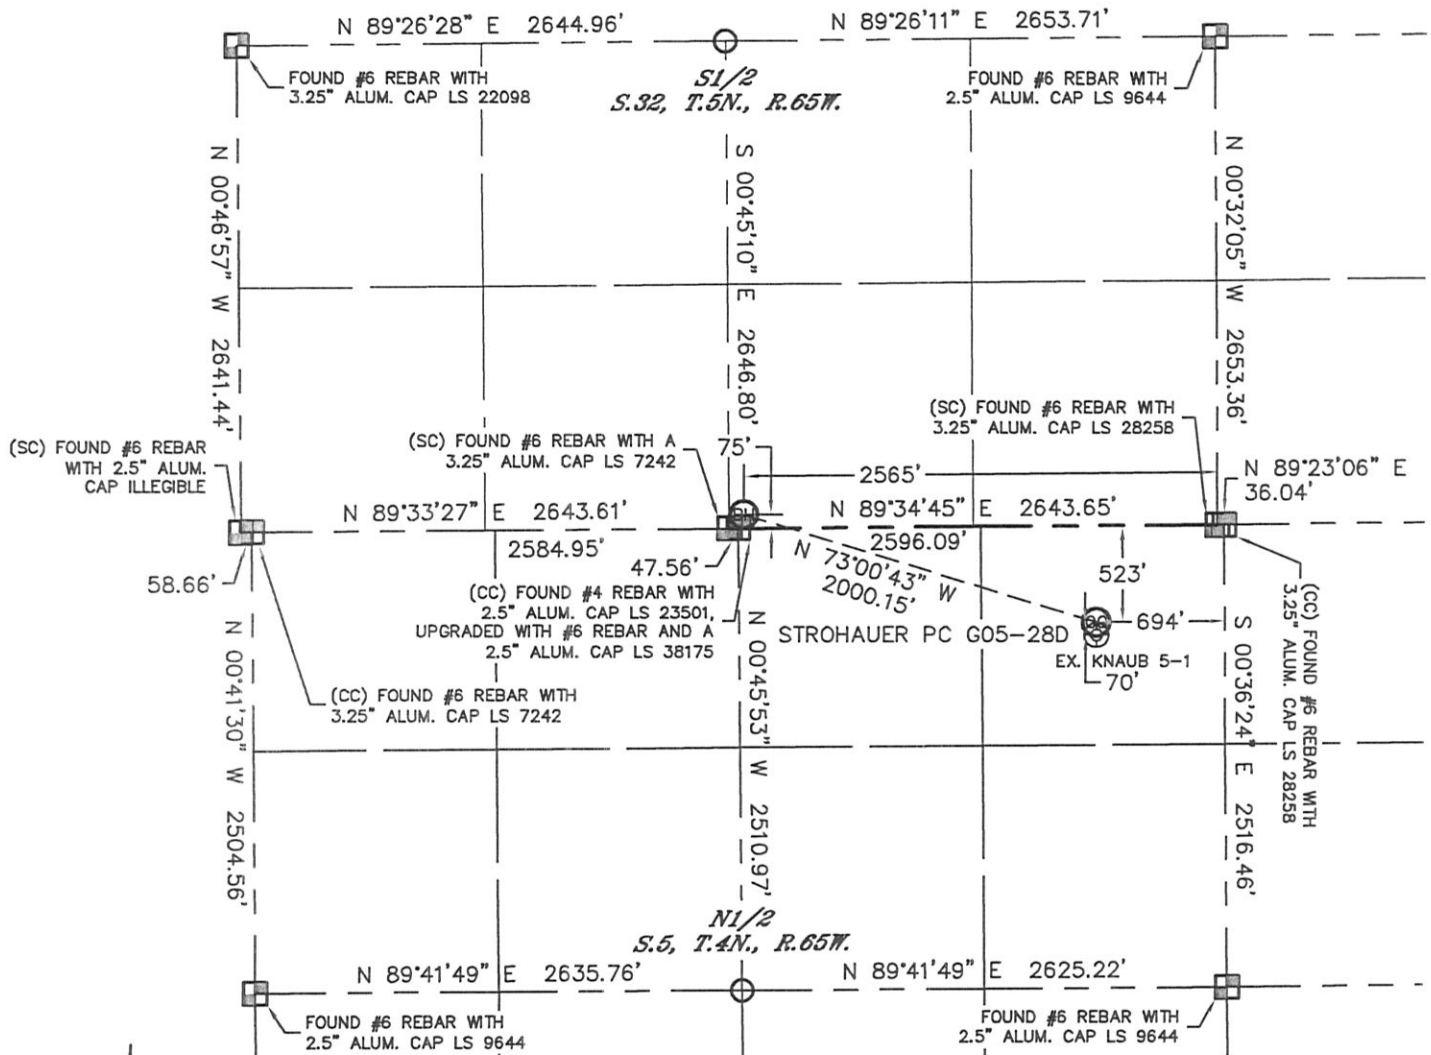 N 89°26'28" E 2644.96'
N 89°26'11" E 2653.71'
FOUND #6 REBAR WITH
3.25" ALUM. CAP LS 22098
S1/2
S.32, T.5N., R.65W.
FOUND #6 REBAR WITH
2.5" ALUM. CAP LS 9644
N 00°46'57" W 2641.44'
S 00°45'10" E 2646.80'
N 00°32'05" W 2653.36'
(SC) FOUND #6 REBAR
WITH 2.5" ALUM.
CAP ILLEGIBLE
(SC) FOUND #6 REBAR WITH A
3.25" ALUM. CAP LS 7242
75'
(SC) FOUND #6 REBAR WITH
3.25" ALUM. CAP LS 28258
2565'
N 89°23'06" E
36.04'
N 89°33'27" E 2643.61'
2584.95'
BH
N 89°34'45" E 2643.65'
2596.09'
58.66'
47.56'
(CC) FOUND #4 REBAR WITH
2.5" ALUM. CAP LS 23501,
UPGRADED WITH #6 REBAR AND A
2.5" ALUM. CAP LS 38175
N 73°00'43" W
2000.15'
523'
694'
STROHAUER PC G05-28D
EX. KNAUB 5-1
70'
(CC) FOUND #6 REBAR WITH
3.25" ALUM. CAP LS 28258
(CC) FOUND #6 REBAR WITH
3.25" ALUM. CAP LS 7242
N 00°41'30" W 2504.56'
N 00°45'53" W 2510.97'
S 00°36'24" E 2516.46'
N1/2
S.5, T.4N., R.65W.
N 89°41'49" E 2635.76'
N 89°41'49" E 2625.22'
FOUND #6 REBAR WITH
2.5" ALUM. CAP LS 9644
FOUND #6 REBAR WITH
2.5" ALUM. CAP LS 9644